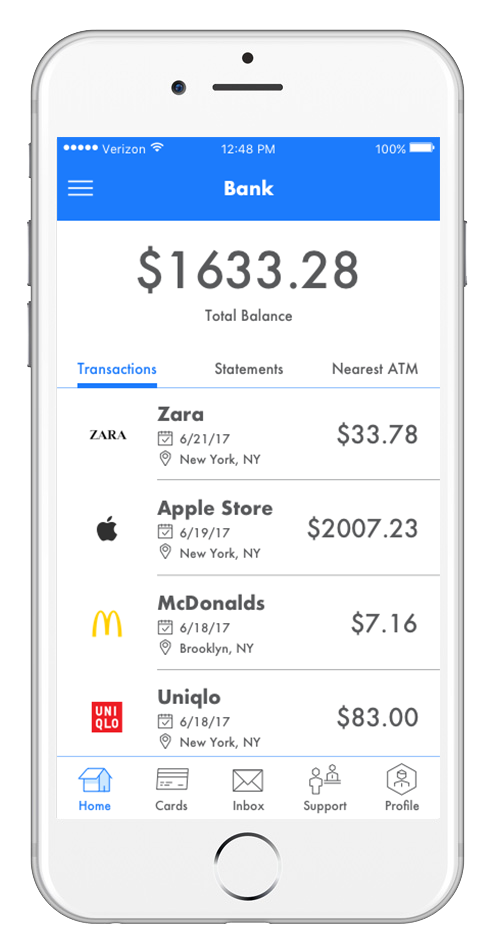 Verizon 12:48 PM 100%
Bank
$1633.28
Total Balance
Transactions Statements Nearest ATM
ZARA
Zara
6/21/17
New York, NY
$33.78
Apple Store
6/19/17
New York, NY
$2007.23
McDonalds
6/18/17
Brooklyn, NY
$7.16
UNI
QLO
Uniqlo
6/18/17
New York, NY
$83.00
Home Cards Inbox Support Profile